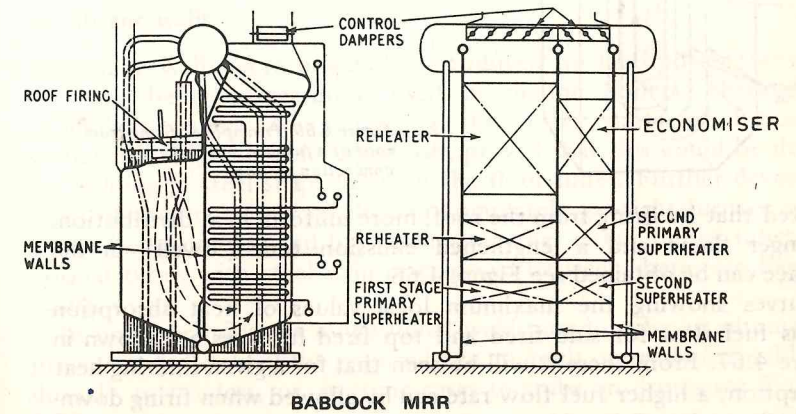 CONTROL
DAMPERS
ROOF FIRING
REHEATER
ECONOMISER
MEMBRANE
WALLS
REHEATER
SECOND
PRIMARY
SUPERHEATER
FIRST STAGE
PRIMARY
SUPERHEATER
SECOND
SUPERHEATER
MEMBRANE
WALLS
BABCOCK MRR